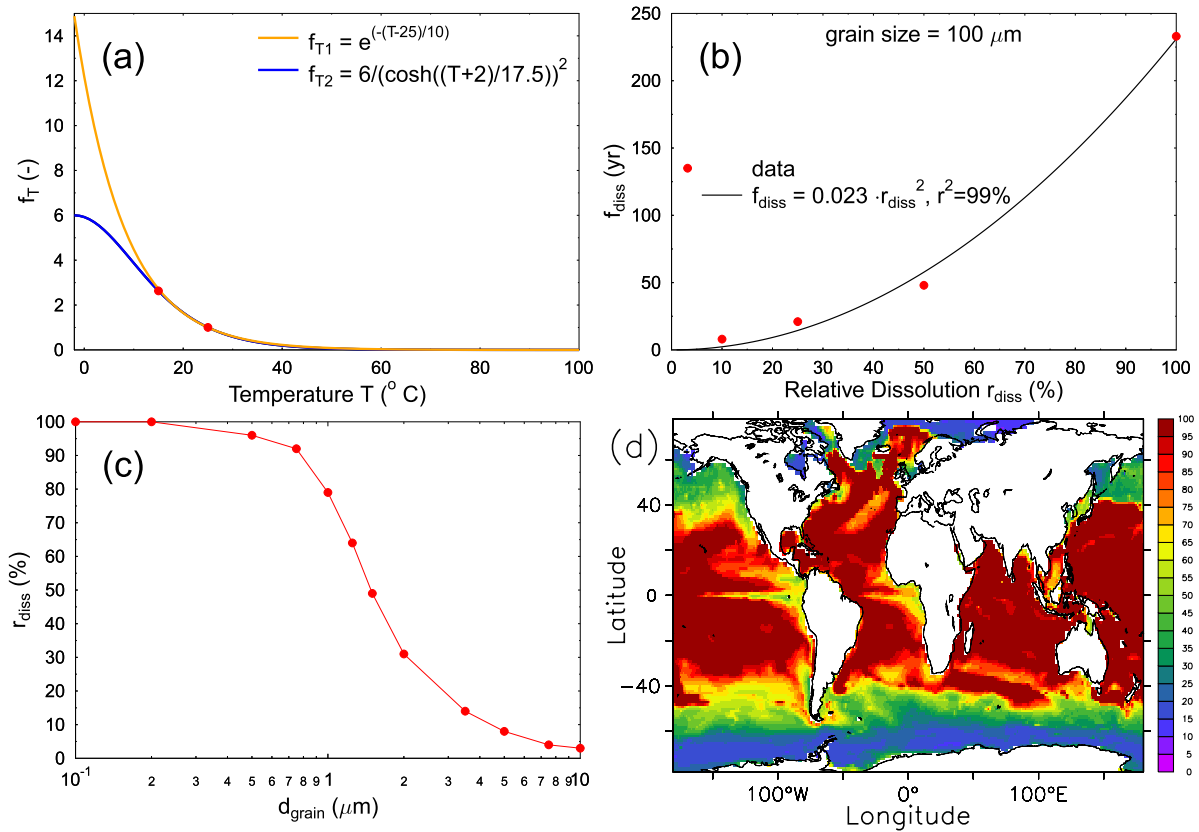 (a)
f_T1 = e^(-(T-25)/10)
f_T2 = 6/(cosh((T+2)/17.5))^2
f_T (-)
14
12
10
8
6
4
2
0
0 20 40 60 80 100
Temperature T (° C)
(b)
grain size = 100 μm
data
f_diss = 0.023 ·r_diss^2, r^2=99%
f_diss (yr)
250
200
150
100
50
0
0 10 20 30 40 50 60 70 80 90 100
Relative Dissolution r_diss (%)
(c)
r_diss (%)
100
90
80
70
60
50
40
30
20
10
0
10^-1 2 3 4 5 6 7 8 9 1 2 3 4 5 6 7 8 9 10
d_grain (μm)
(d)
Latitude
40
0
−40
100°W 0° 100°E
Longitude
100
95
90
85
80
75
70
65
60
55
50
45
40
35
30
25
20
15
10
5
0